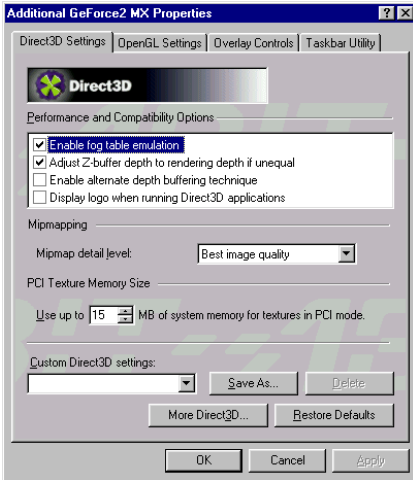 Additional GeForce2 MX Properties
Direct3D Settings OpenGL Settings Overlay Controls Taskbar Utility
Direct3D
Performance and Compatibility Options
Enable fog table emulation
Adjust Z-buffer depth to rendering depth if unequal
Enable alternate depth buffering technique
Display logo when running Direct3D applications
Mipmapping
Mipmap detail level: Best image quality
PCI Texture Memory Size
Use up to 15 MB of system memory for textures in PCI mode.
Custom Direct3D settings:
Save As... Delete
More Direct3D... Restore Defaults
OK Cancel Apply